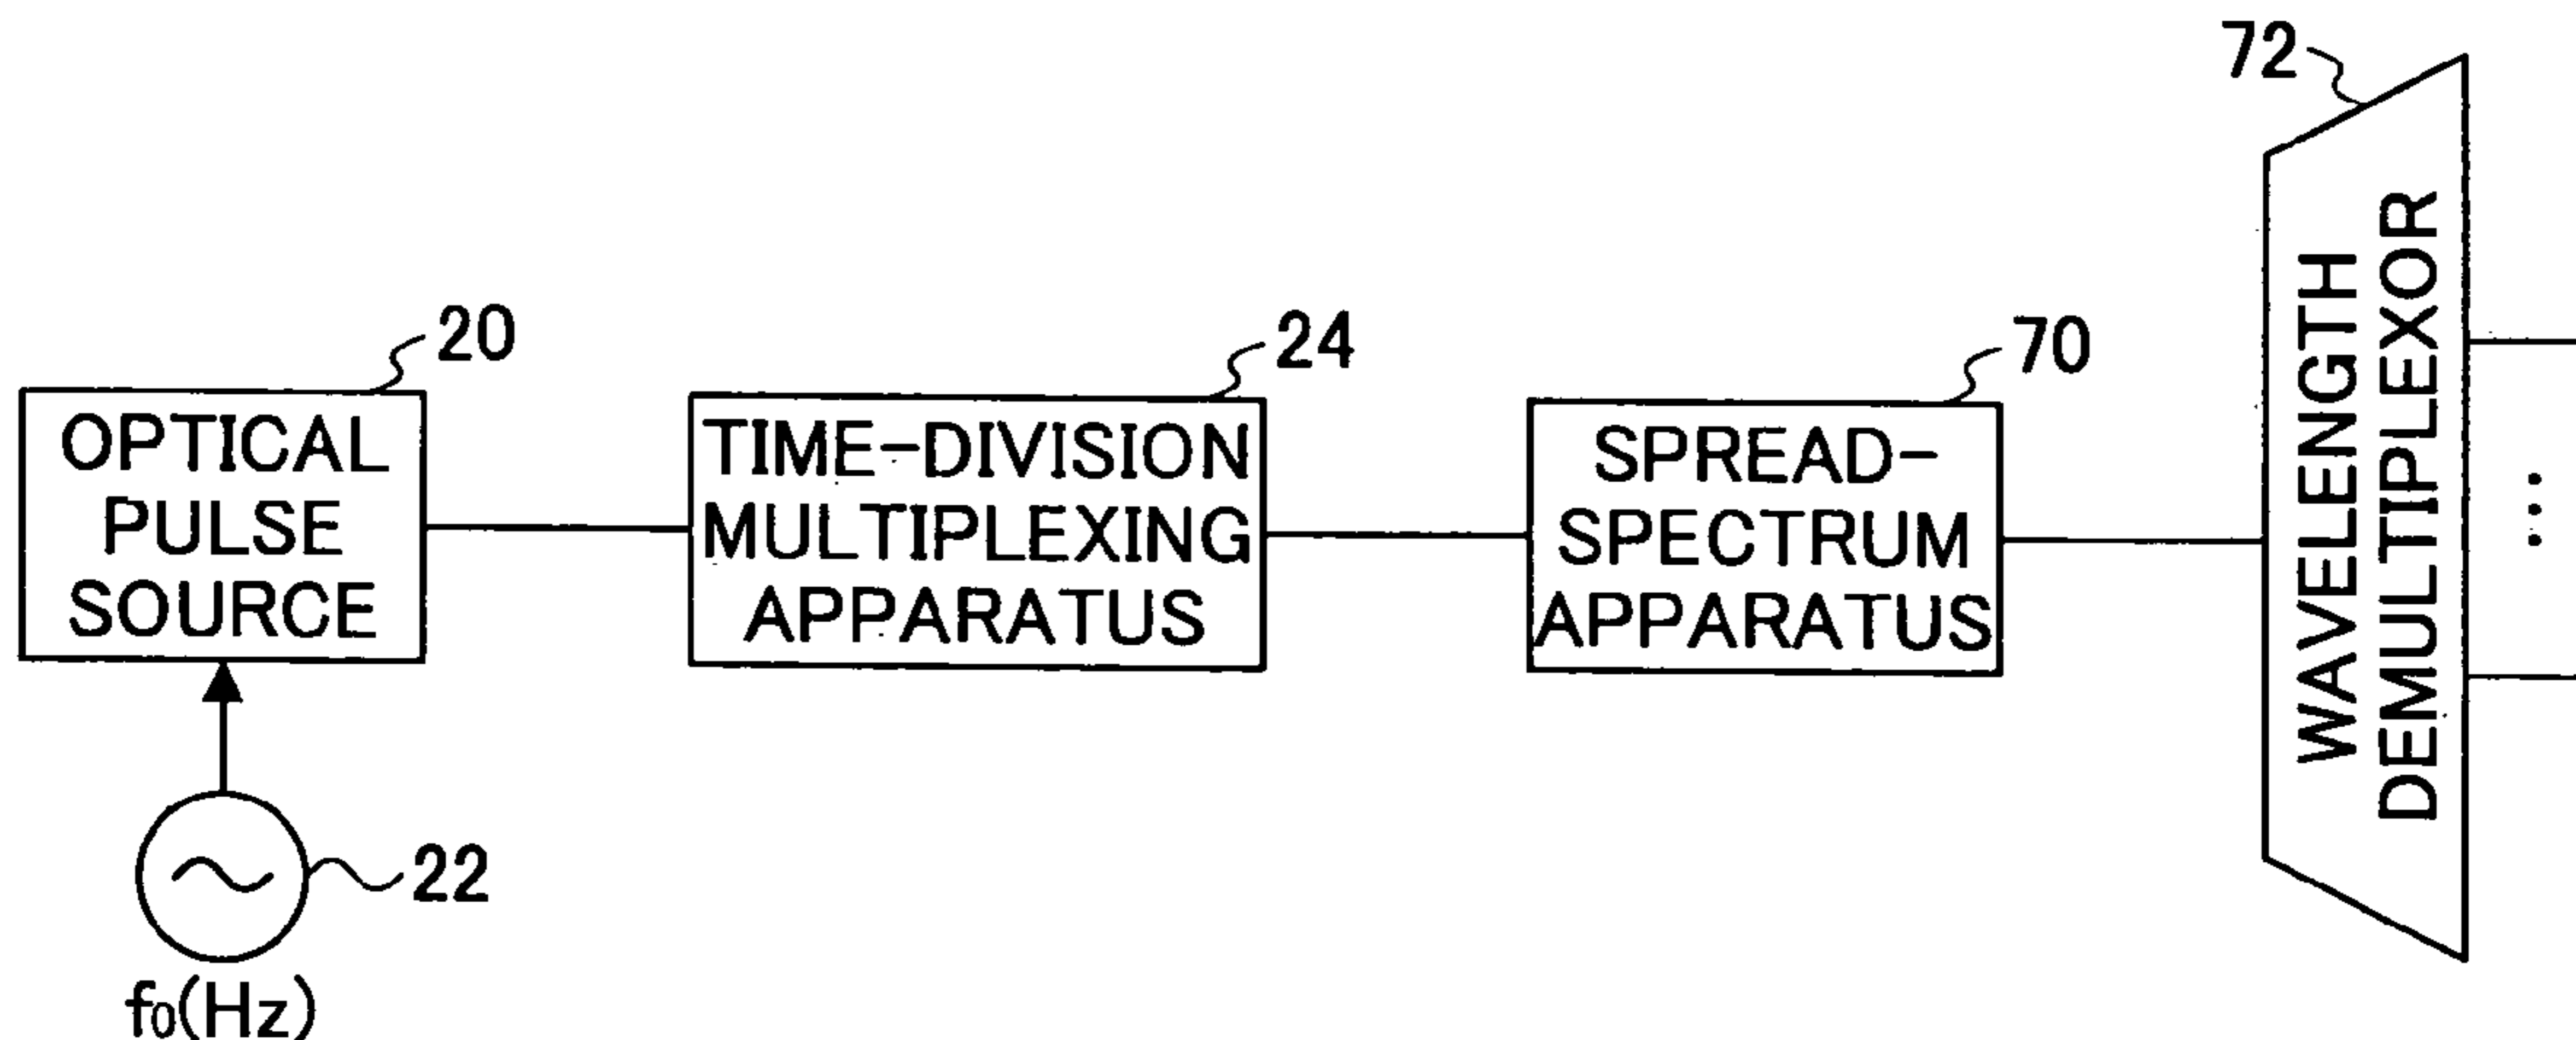 72
20
24
70
OPTICAL
PULSE
SOURCE
TIME-DIVISION
MULTIPLEXING
APPARATUS
SPREAD-
SPECTRUM
APPARATUS
WAVELENGTH
DEMULTIPLEXOR
22
f0(Hz)